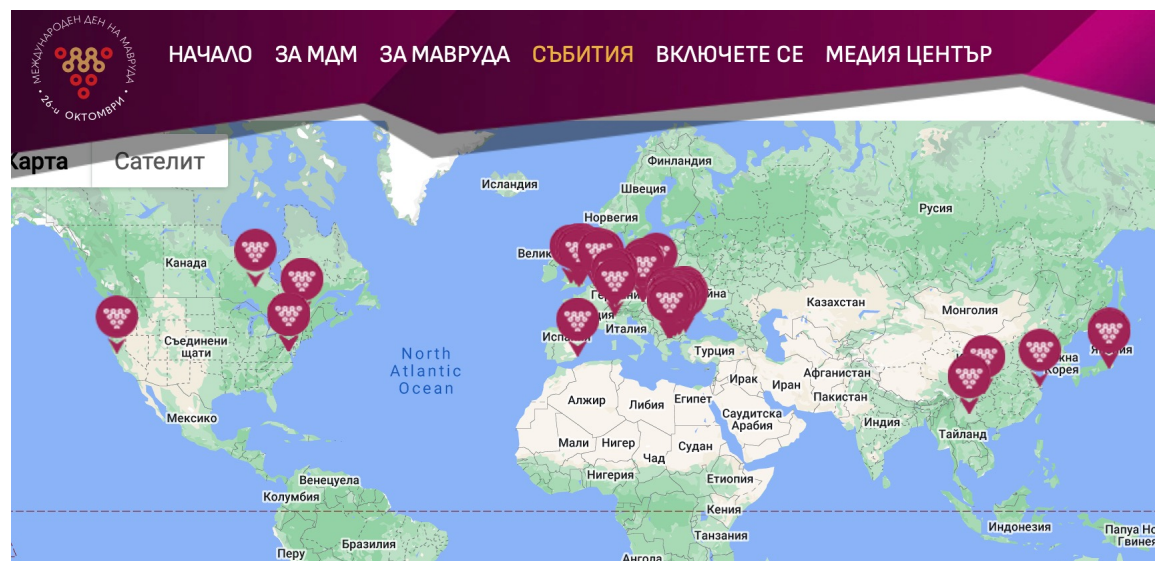 МЕЖДУНАРОДЕН ДЕН НА МАВРУДА
• 26-и ОКТОМВРИ •
НАЧАЛО ЗА МДМ ЗА МАВРУДА СЪБИТИЯ ВКЛЮЧЕТЕ СЕ МЕДИЯ ЦЕНТЪР
Карта Сателит
Финландия
Исландия
Швеция
Русия
Норвегия
Канада
Казахстан
Монголия
Италия
Съединени
щати
North
Atlantic
Ocean
Турция
Корея
Афганистан
Ирак
Иран
Пакистан
Алжир
Либия
Египет
Саудитска
Арабия
Мексико
Индия
Тайланд
Мали
Нигер
Судан
Чад
Нигерия
Етиопия
Венецуела
Колумбия
Кения
Индонезия
Папуа Но
Гвинея
Танзания
Бразилия
Перу
Ангола